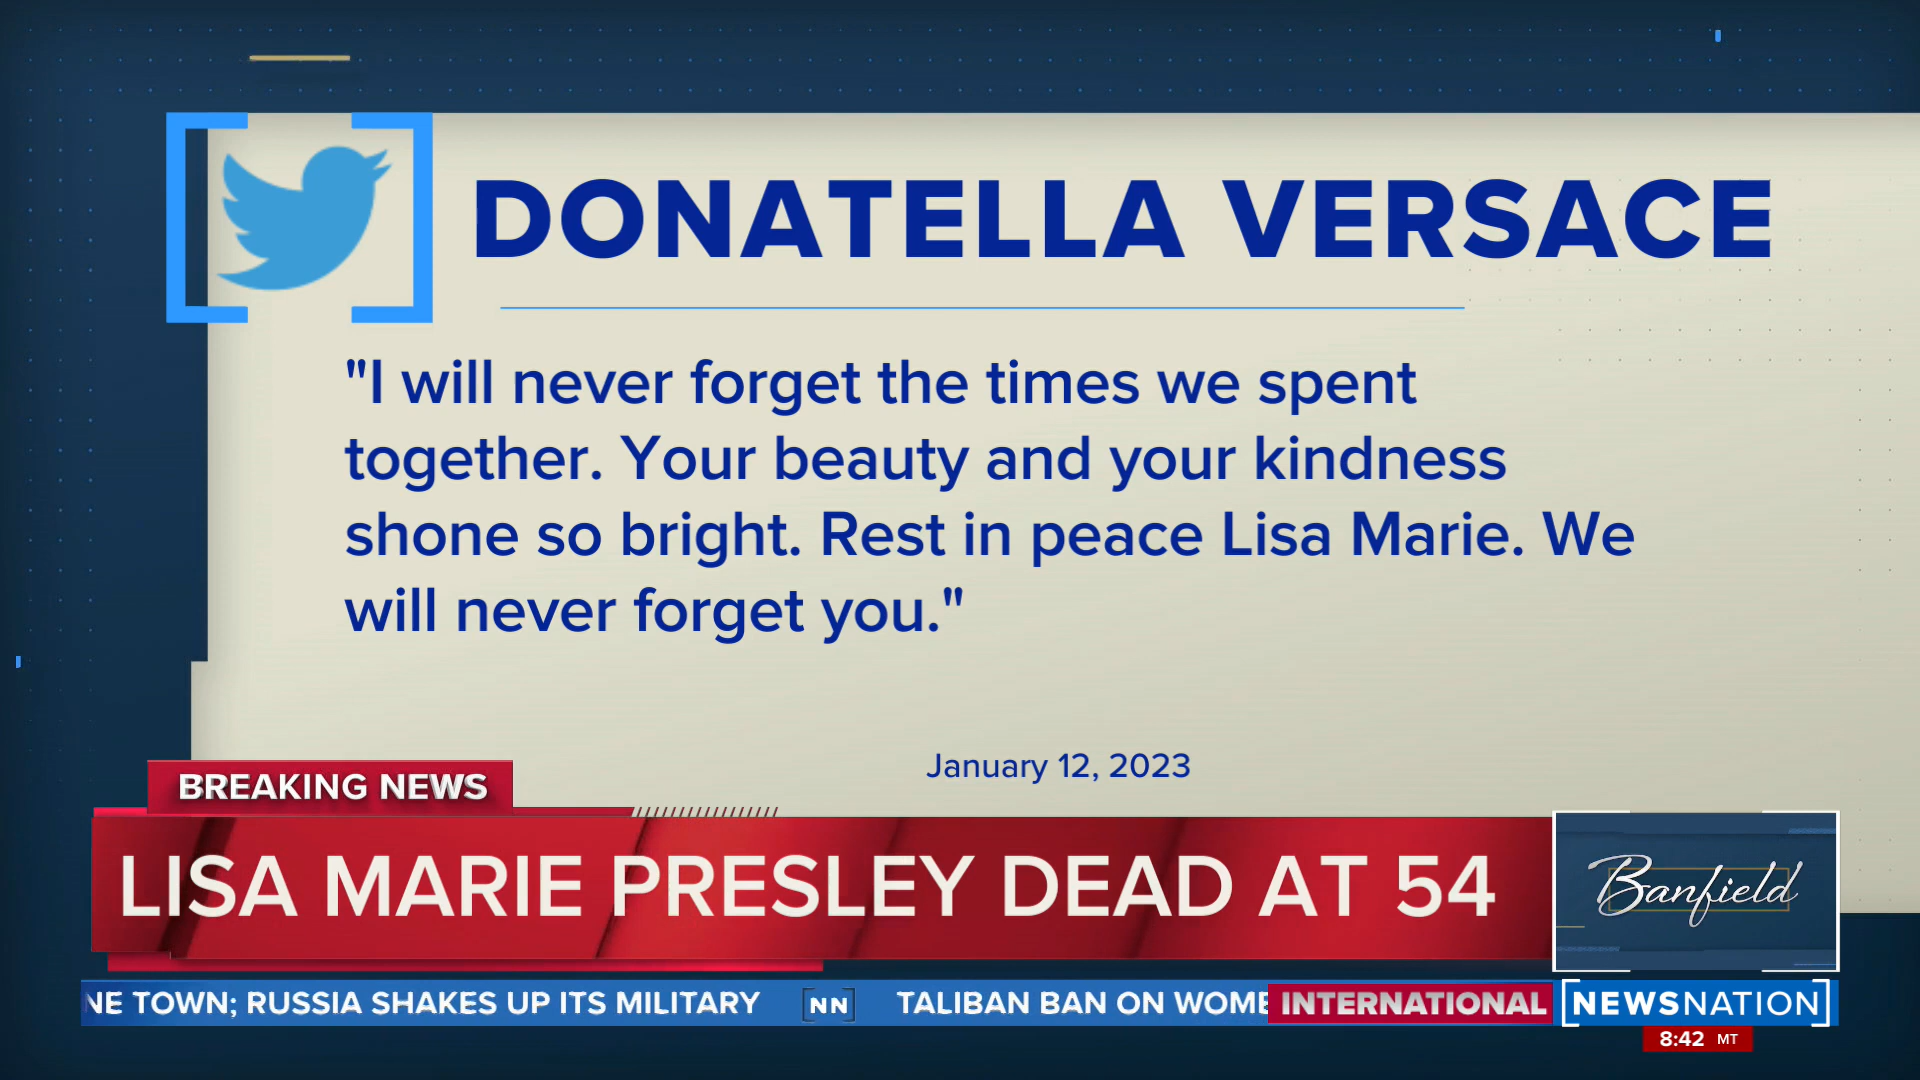 DONATELLA VERSACE
"I will never forget the times we spent
together. Your beauty and your kindness
shone so bright. Rest in peace Lisa Marie. We
will never forget you."
January 12, 2023
BREAKING NEWS
LISA MARIE PRESLEY DEAD AT 54
Banfield
NE TOWN; RUSSIA SHAKES UP ITS MILITARY [NN] TALIBAN BAN ON WOME INTERNATIONAL [NEWSNATION]
8:42 MT